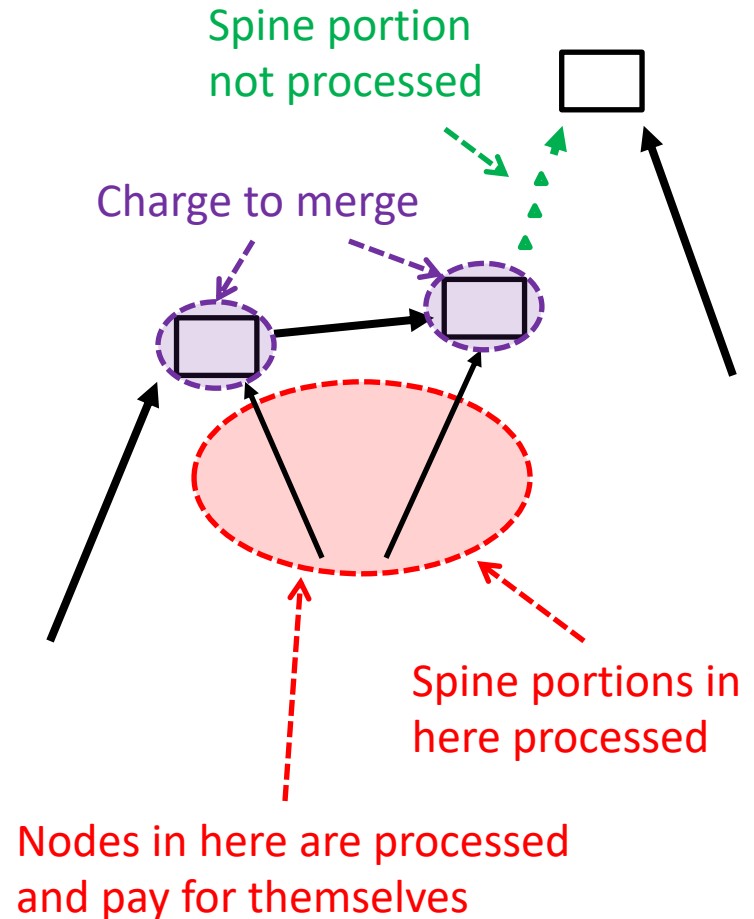 Spine portion
not processed
Charge to merge
Spine portions in
here processed
Nodes in here are processed
and pay for themselves